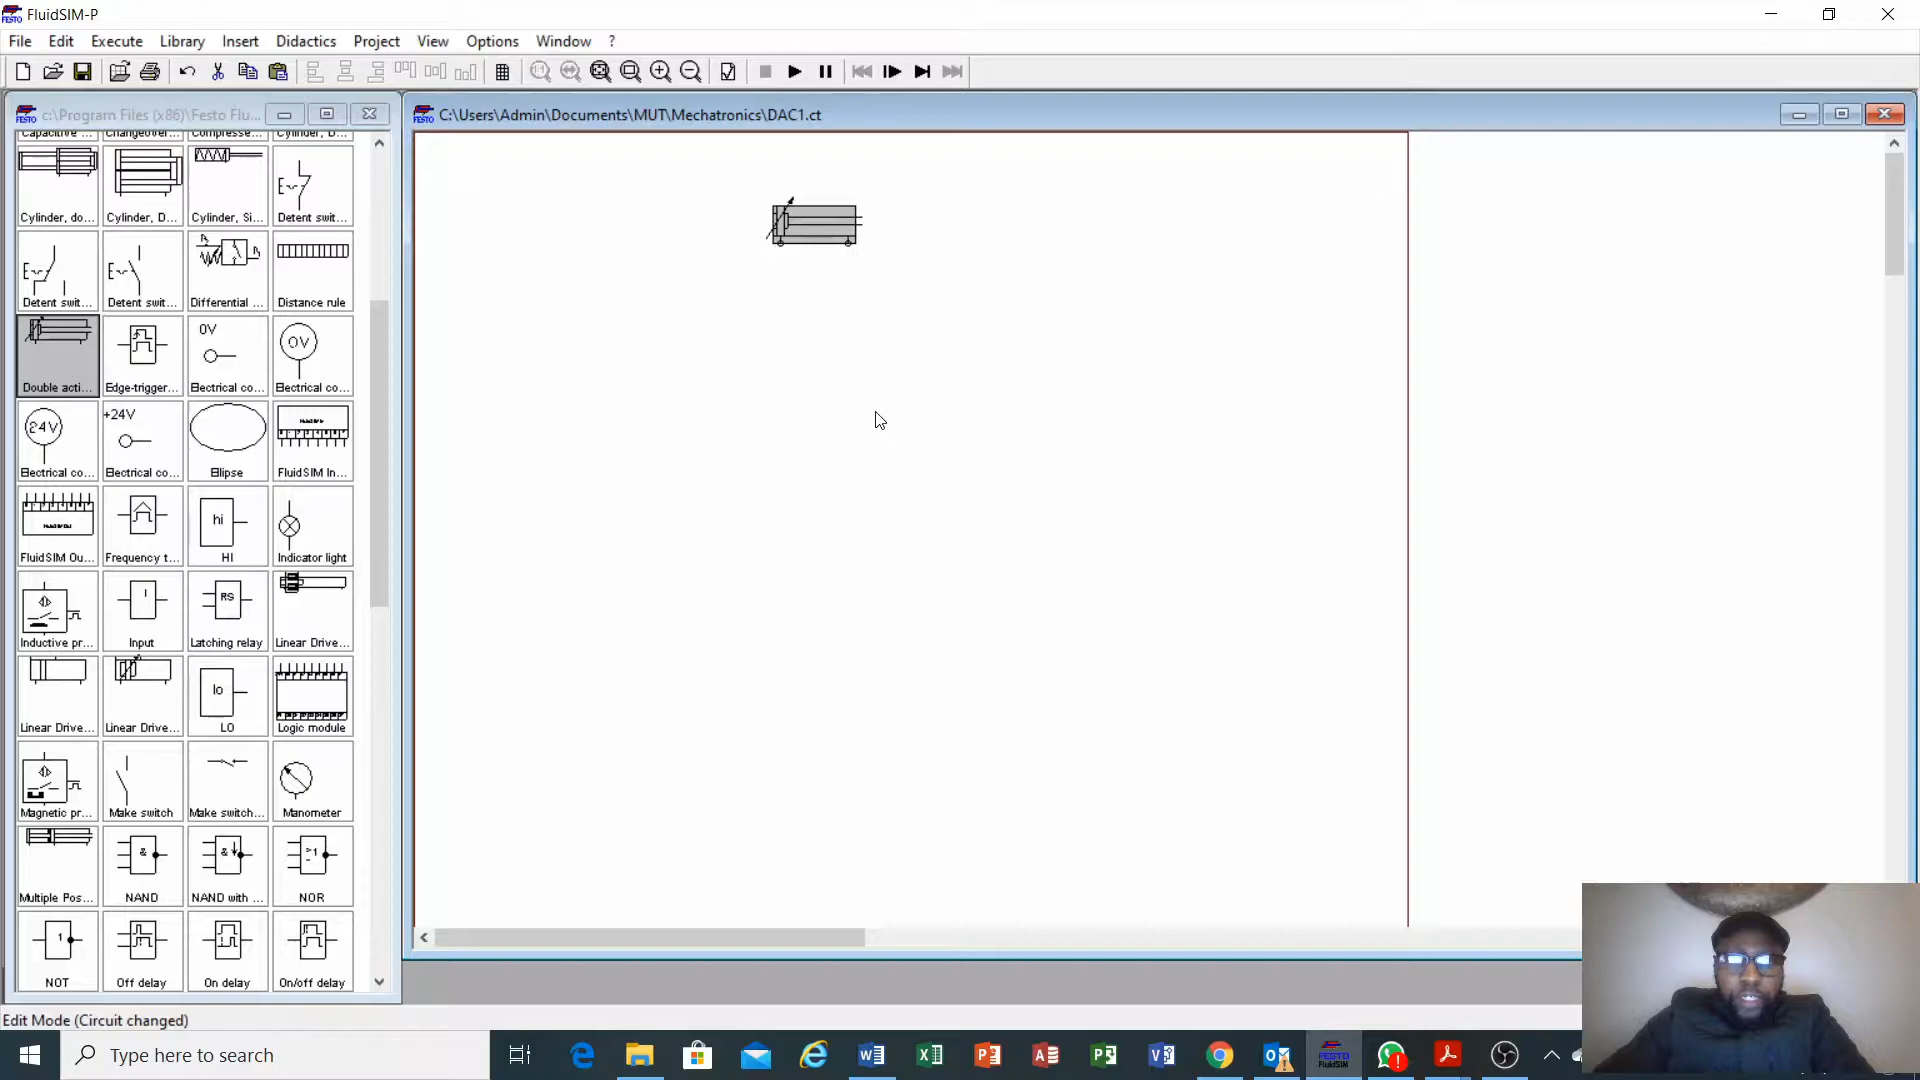 FluidSIM-P
File Edit Execute Library Insert Didactics Project View Options Window ?
c:\Program Files (x86)\Festo Flu...
C:\Users\Admin\Documents\MUT\Mechatronics\DAC1.ct
Capacitive ... Changeover... Compresse... Cylinder, D...
Cylinder, do... Cylinder, D... Cylinder, Si... Detent swit...
Detent swit... Detent swit... Differential ... Distance rule
0V 0V
Double acti... Edge-trigger... Electrical co... Electrical co...
24V +24V
Electrical co... Electrical co... Ellipse FluidSIM In...
hi
FluidSIM Ou... Frequency t... HI Indicator light
I RS
Inductive pr... Input Latching relay Linear Drive...
lo
Linear Drive... Linear Drive... LO Logic module
Magnetic pr... Make switch Make switch... Manometer
& & >1
Multiple Pos... NAND NAND with ... NOR
1
NOT Off delay On delay On/off delay
Edit Mode (Circuit changed)
Type here to search